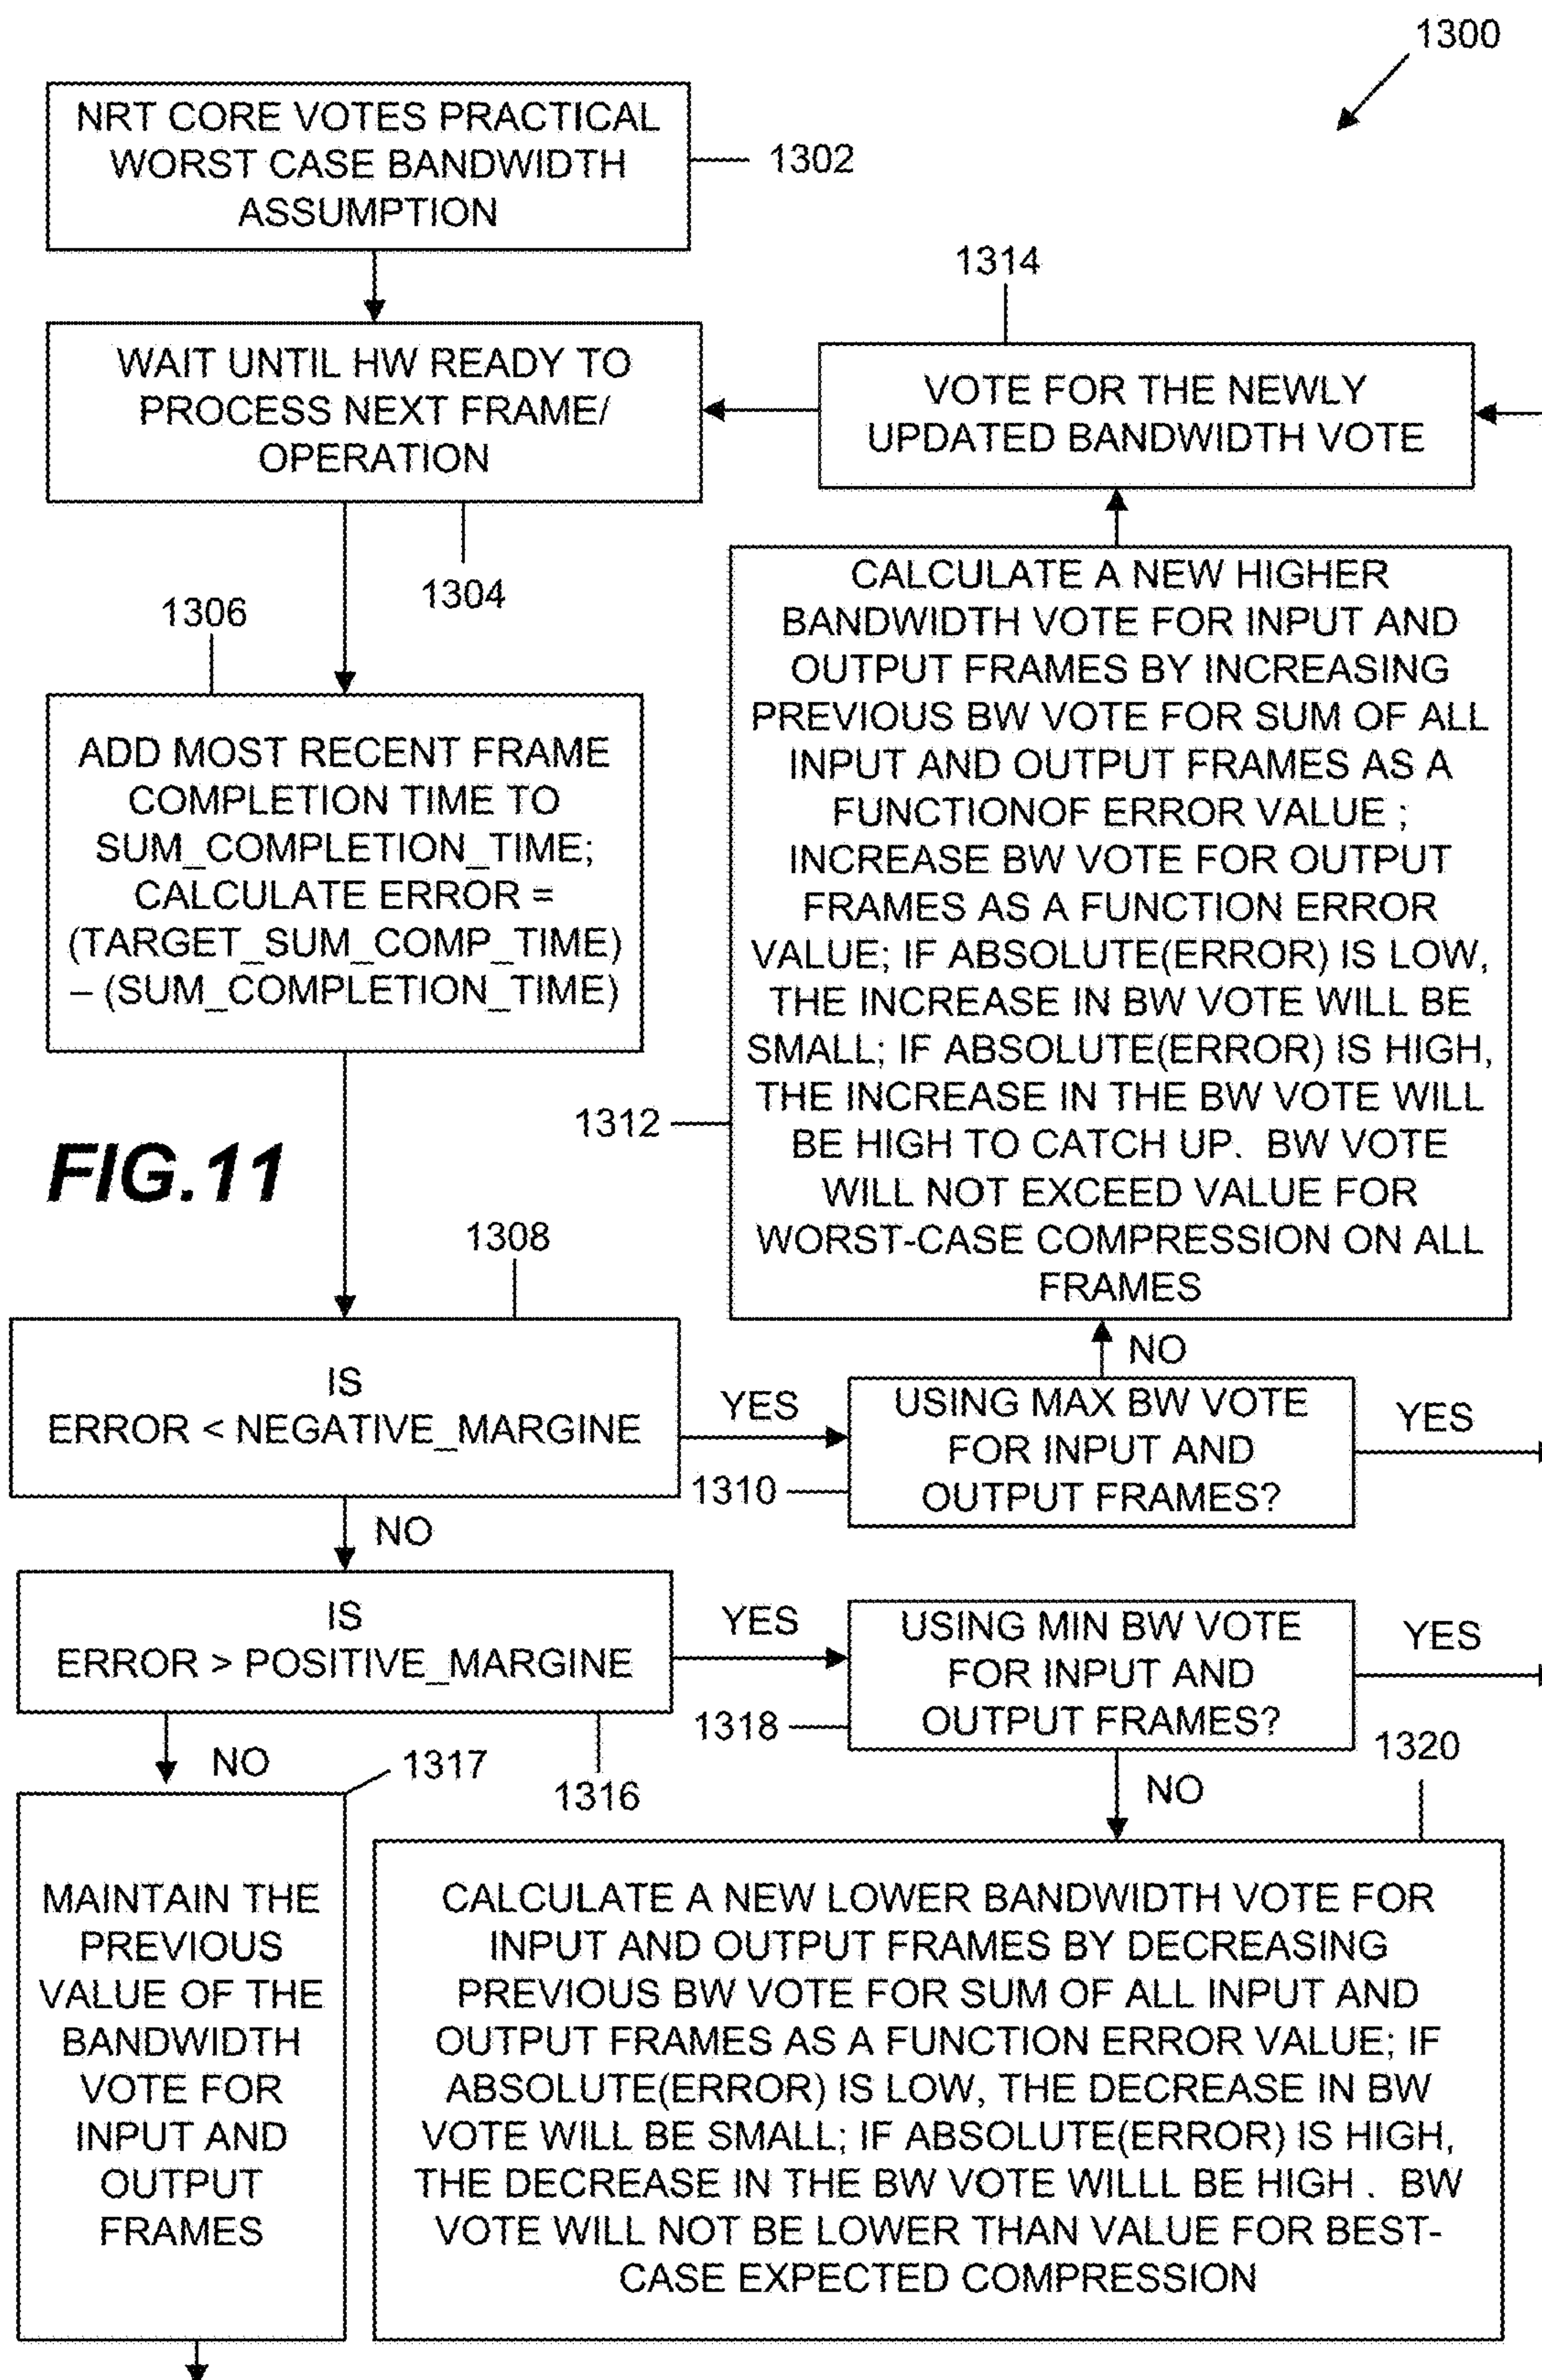 1300
NRT CORE VOTES PRACTICAL
WORST CASE BANDWIDTH
ASSUMPTION
1302
1314
WAIT UNTIL HW READY TO
PROCESS NEXT FRAME/
OPERATION
VOTE FOR THE NEWLY
UPDATED BANDWIDTH VOTE
1304
1306
ADD MOST RECENT FRAME
COMPLETION TIME TO
SUM_COMPLETION_TIME;
CALCULATE ERROR =
(TARGET_SUM_COMP_TIME)
– (SUM_COMPLETION_TIME)
CALCULATE A NEW HIGHER
BANDWIDTH VOTE FOR INPUT AND
OUTPUT FRAMES BY INCREASING
PREVIOUS BW VOTE FOR SUM OF ALL
INPUT AND OUTPUT FRAMES AS A
FUNCTIONOF ERROR VALUE ;
INCREASE BW VOTE FOR OUTPUT
FRAMES AS A FUNCTION ERROR
VALUE; IF ABSOLUTE(ERROR) IS LOW,
THE INCREASE IN BW VOTE WILL BE
SMALL; IF ABSOLUTE(ERROR) IS HIGH,
THE INCREASE IN THE BW VOTE WILL
BE HIGH TO CATCH UP. BW VOTE
WILL NOT EXCEED VALUE FOR
WORST-CASE COMPRESSION ON ALL
FRAMES
1312
FIG.11
1308
IS
ERROR < NEGATIVE_MARGINE
YES
NO
USING MAX BW VOTE
FOR INPUT AND
OUTPUT FRAMES?
YES
1310
NO
IS
ERROR > POSITIVE_MARGINE
YES
USING MIN BW VOTE
FOR INPUT AND
OUTPUT FRAMES?
YES
1318
1320
NO
1317
1316
NO
MAINTAIN THE
PREVIOUS
VALUE OF THE
BANDWIDTH
VOTE FOR
INPUT AND
OUTPUT
FRAMES
CALCULATE A NEW LOWER BANDWIDTH VOTE FOR
INPUT AND OUTPUT FRAMES BY DECREASING
PREVIOUS BW VOTE FOR SUM OF ALL INPUT AND
OUTPUT FRAMES AS A FUNCTION ERROR VALUE; IF
ABSOLUTE(ERROR) IS LOW, THE DECREASE IN BW
VOTE WILL BE SMALL; IF ABSOLUTE(ERROR) IS HIGH,
THE DECREASE IN THE BW VOTE WILLL BE HIGH . BW
VOTE WILL NOT BE LOWER THAN VALUE FOR BEST-
CASE EXPECTED COMPRESSION